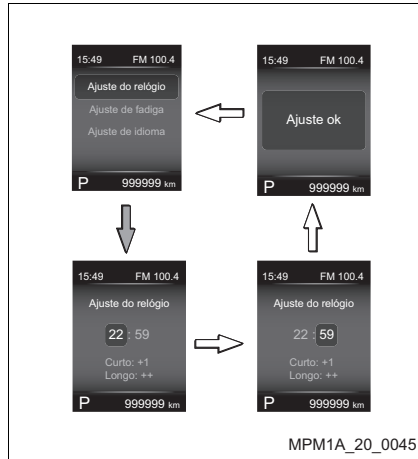 15:49 FM 100.4
Ajuste do relógio
Ajuste de fadiga
Ajuste de idioma
P 999999 km
15:49 FM 100.4
Ajuste ok
P 999999 km
15:49 FM 100.4
Ajuste do relógio
22 : 59
Curto: +1
Longo: ++
P 999999 km
15:49 FM 100.4
Ajuste do relógio
22 : 59
Curto: +1
Longo: ++
P 999999 km
MPM1A_20_0045